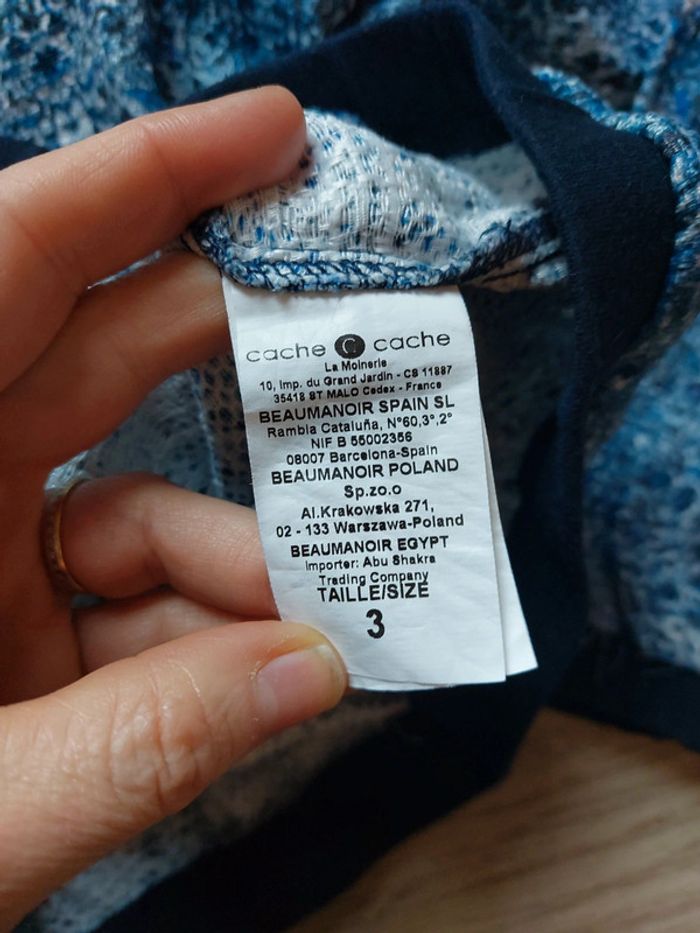 cache C cache
La Moinerie
10, Imp. du Grand Jardin - CS 11887
35418 ST MALO Cedex - France
BEAUMANOIR SPAIN SL
Rambla Cataluña, N°60,3°,2°
NIF B 55002356
08007 Barcelona-Spain
BEAUMANOIR POLAND
Sp.zo.o
Al.Krakowska 271,
02 - 133 Warszawa-Poland
BEAUMANOIR EGYPT
Importer: Abu Shakra
Trading Company
TAILLE/SIZE
3